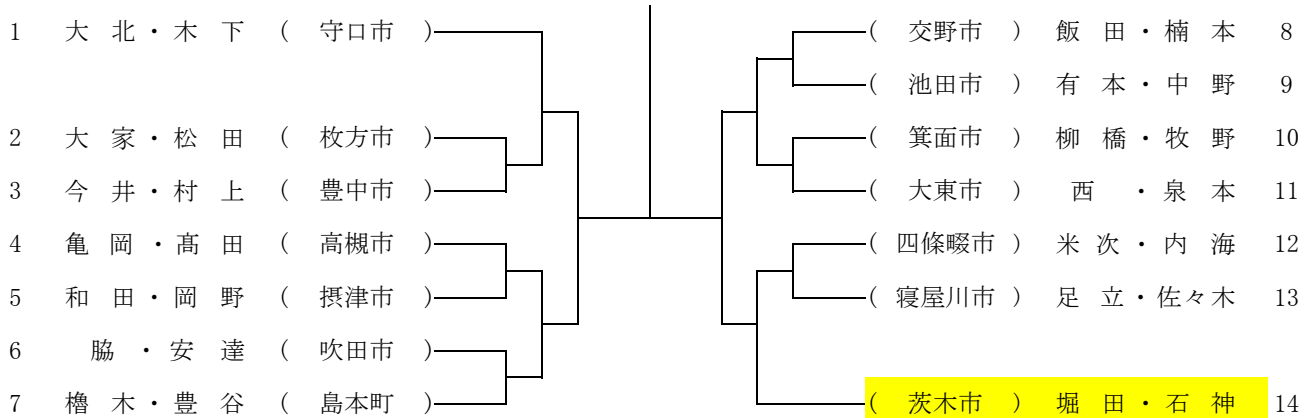 1 大北・木下 ( 守口市 )
2 大家・松田 ( 枚方市 )
3 今井・村上 ( 豊中市 )
4 亀岡・髙田 ( 高槻市 )
5 和田・岡野 ( 摂津市 )
6 脇・安達 ( 吹田市 )
7 櫓木・豊谷 ( 島本町 )
( 交野市 ) 飯田・楠本 8
( 池田市 ) 有本・中野 9
( 箕面市 ) 柳橋・牧野 10
( 大東市 ) 西・泉本 11
( 四條畷市 ) 米次・内海 12
( 寝屋川市 ) 足立・佐々木 13
( 茨木市 ) 堀田・石神 14